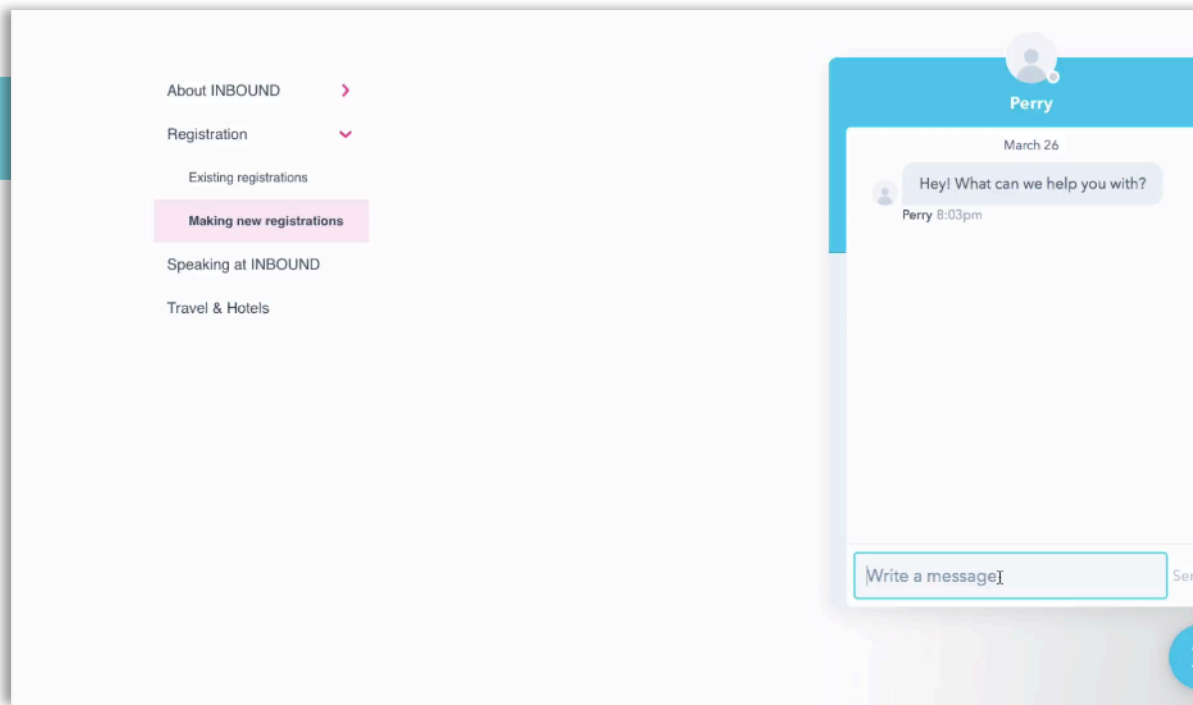 About INBOUND
Registration
Existing registrations
Making new registrations
Speaking at INBOUND
Travel & Hotels
Perry
March 26
Hey! What can we help you with?
Perry 8:03pm
Write a message